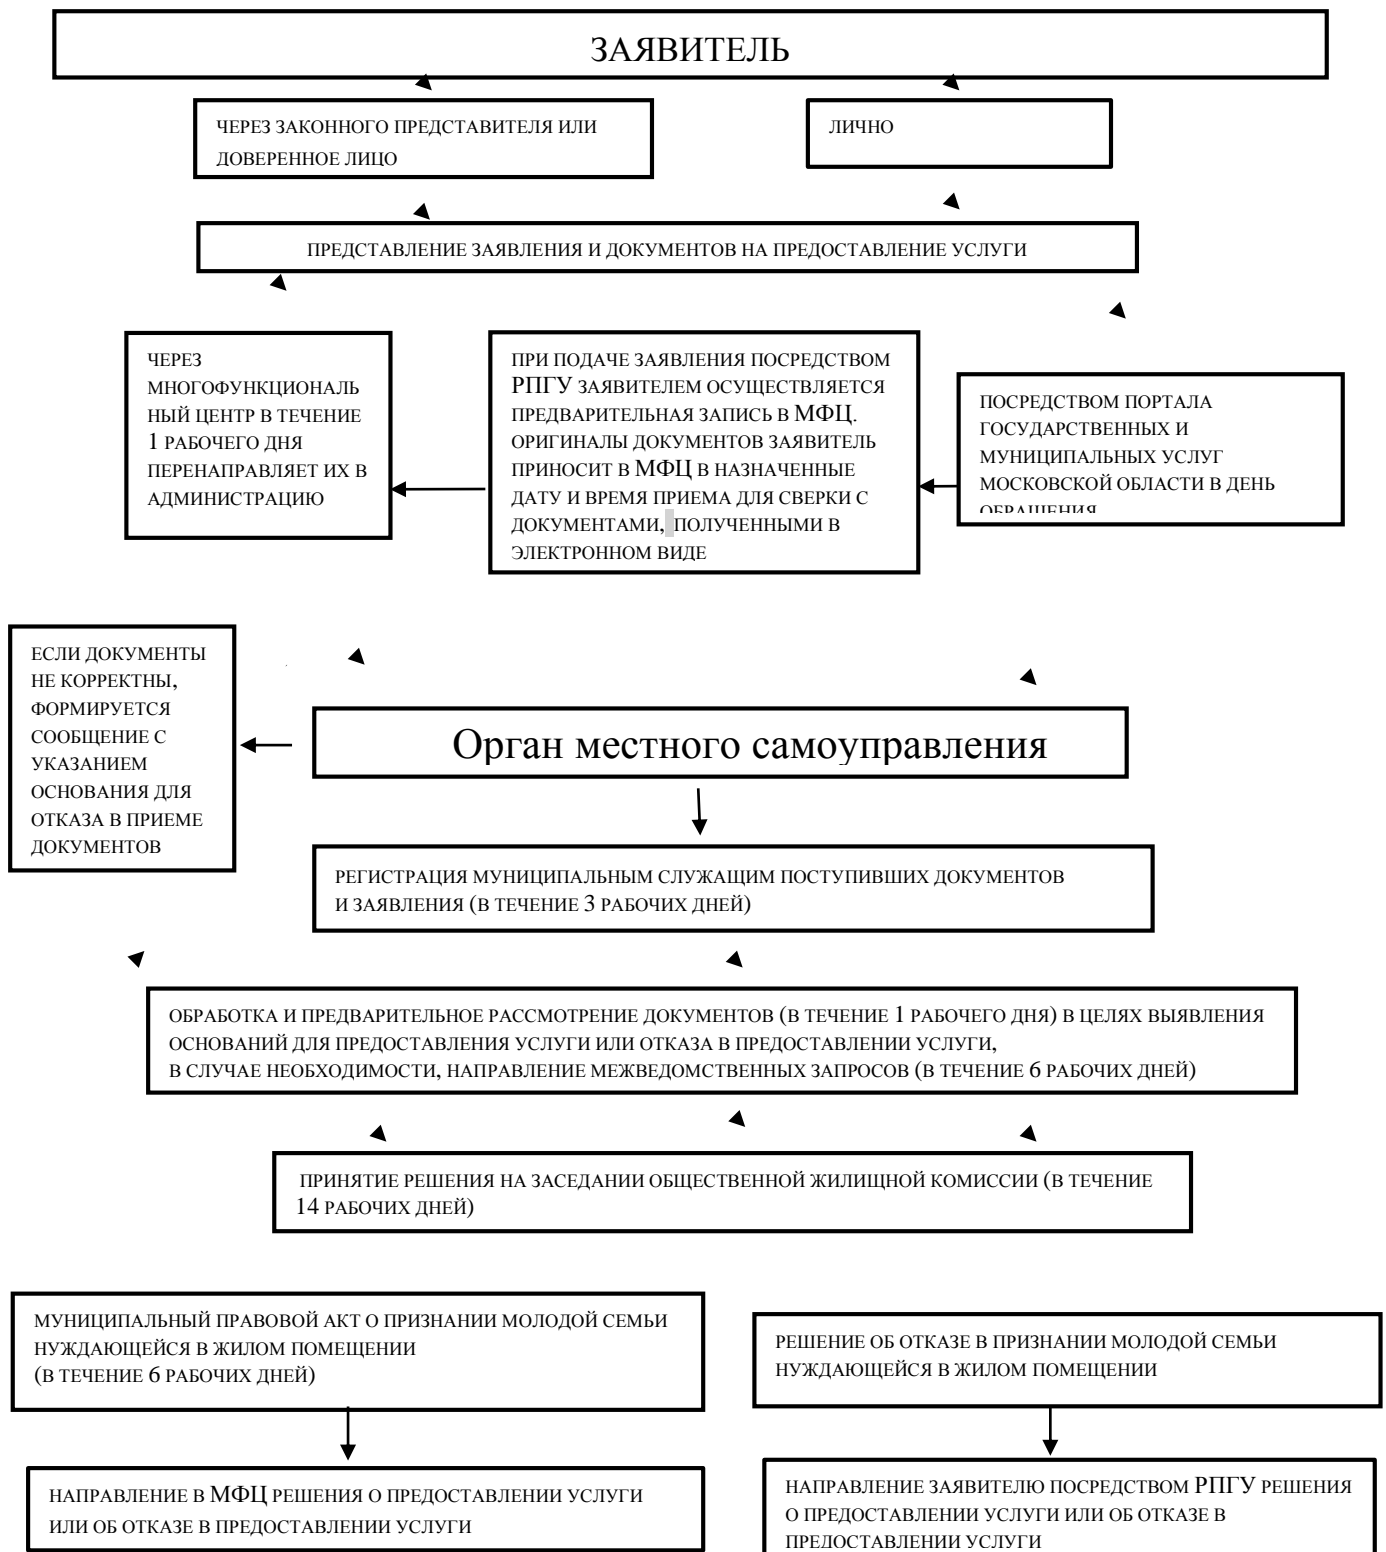 ЗАЯВИТЕЛЬ
ЧЕРЕЗ ЗАКОННОГО ПРЕДСТАВИТЕЛЯ ИЛИ
ДОВЕРЕННОЕ ЛИЦО
ЛИЧНО
ПРЕДСТАВЛЕНИЕ ЗАЯВЛЕНИЯ И ДОКУМЕНТОВ НА ПРЕДОСТАВЛЕНИЕ УСЛУГИ
ЧЕРЕЗ
МНОГОФУНКЦИОНАЛЬ
НЫЙ ЦЕНТР В ТЕЧЕНИЕ
1 РАБОЧЕГО ДНЯ
ПЕРЕНАПРАВЛЯЕТ ИХ В
АДМИНИСТРАЦИЮ
ПРИ ПОДАЧЕ ЗАЯВЛЕНИЯ ПОСРЕДСТВОМ
РПГУ ЗАЯВИТЕЛЕМ ОСУЩЕСТВЛЯЕТСЯ
ПРЕДВАРИТЕЛЬНАЯ ЗАПИСЬ В МФЦ.
ОРИГИНАЛЫ ДОКУМЕНТОВ ЗАЯВИТЕЛЬ
ПРИНОСИТ В МФЦ В НАЗНАЧЕННЫЕ
ДАТУ И ВРЕМЯ ПРИЕМА ДЛЯ СВЕРКИ С
ДОКУМЕНТАМИ, ПОЛУЧЕННЫМИ В
ЭЛЕКТРОННОМ ВИДЕ
ПОСРЕДСТВОМ ПОРТАЛА
ГОСУДАРСТВЕННЫХ И
МУНИЦИПАЛЬНЫХ УСЛУГ
МОСКОВСКОЙ ОБЛАСТИ В ДЕНЬ
ОБРАЩЕНИЯ
ЕСЛИ ДОКУМЕНТЫ
НЕ КОРРЕКТНЫ,
ФОРМИРУЕТСЯ
СООБЩЕНИЕ С
УКАЗАНИЕМ
ОСНОВАНИЯ ДЛЯ
ОТКАЗА В ПРИЕМЕ
ДОКУМЕНТОВ
Орган местного самоуправления
РЕГИСТРАЦИЯ МУНИЦИПАЛЬНЫМ СЛУЖАЩИМ ПОСТУПИВШИХ ДОКУМЕНТОВ
И ЗАЯВЛЕНИЯ (В ТЕЧЕНИЕ 3 РАБОЧИХ ДНЕЙ)
ОБРАБОТКА И ПРЕДВАРИТЕЛЬНОЕ РАССМОТРЕНИЕ ДОКУМЕНТОВ (В ТЕЧЕНИЕ 1 РАБОЧЕГО ДНЯ) В ЦЕЛЯХ ВЫЯВЛЕНИЯ
ОСНОВАНИЙ ДЛЯ ПРЕДОСТАВЛЕНИЯ УСЛУГИ ИЛИ ОТКАЗА В ПРЕДОСТАВЛЕНИИ УСЛУГИ,
В СЛУЧАЕ НЕОБХОДИМОСТИ, НАПРАВЛЕНИЕ МЕЖВЕДОМСТВЕННЫХ ЗАПРОСОВ (В ТЕЧЕНИЕ 6 РАБОЧИХ ДНЕЙ)
ПРИНЯТИЕ РЕШЕНИЯ НА ЗАСЕДАНИИ ОБЩЕСТВЕННОЙ ЖИЛИЩНОЙ КОМИССИИ (В ТЕЧЕНИЕ
14 РАБОЧИХ ДНЕЙ)
МУНИЦИПАЛЬНЫЙ ПРАВОВОЙ АКТ О ПРИЗНАНИИ МОЛОДОЙ СЕМЬИ
НУЖДАЮЩЕЙСЯ В ЖИЛОМ ПОМЕЩЕНИИ
(В ТЕЧЕНИЕ 6 РАБОЧИХ ДНЕЙ)
РЕШЕНИЕ ОБ ОТКАЗЕ В ПРИЗНАНИИ МОЛОДОЙ СЕМЬИ
НУЖДАЮЩЕЙСЯ В ЖИЛОМ ПОМЕЩЕНИИ
НАПРАВЛЕНИЕ В МФЦ РЕШЕНИЯ О ПРЕДОСТАВЛЕНИИ УСЛУГИ
ИЛИ ОБ ОТКАЗЕ В ПРЕДОСТАВЛЕНИИ УСЛУГИ
НАПРАВЛЕНИЕ ЗАЯВИТЕЛЮ ПОСРЕДСТВОМ РПГУ РЕШЕНИЯ
О ПРЕДОСТАВЛЕНИИ УСЛУГИ ИЛИ ОБ ОТКАЗЕ В
ПРЕДОСТАВЛЕНИИ УСЛУГИ